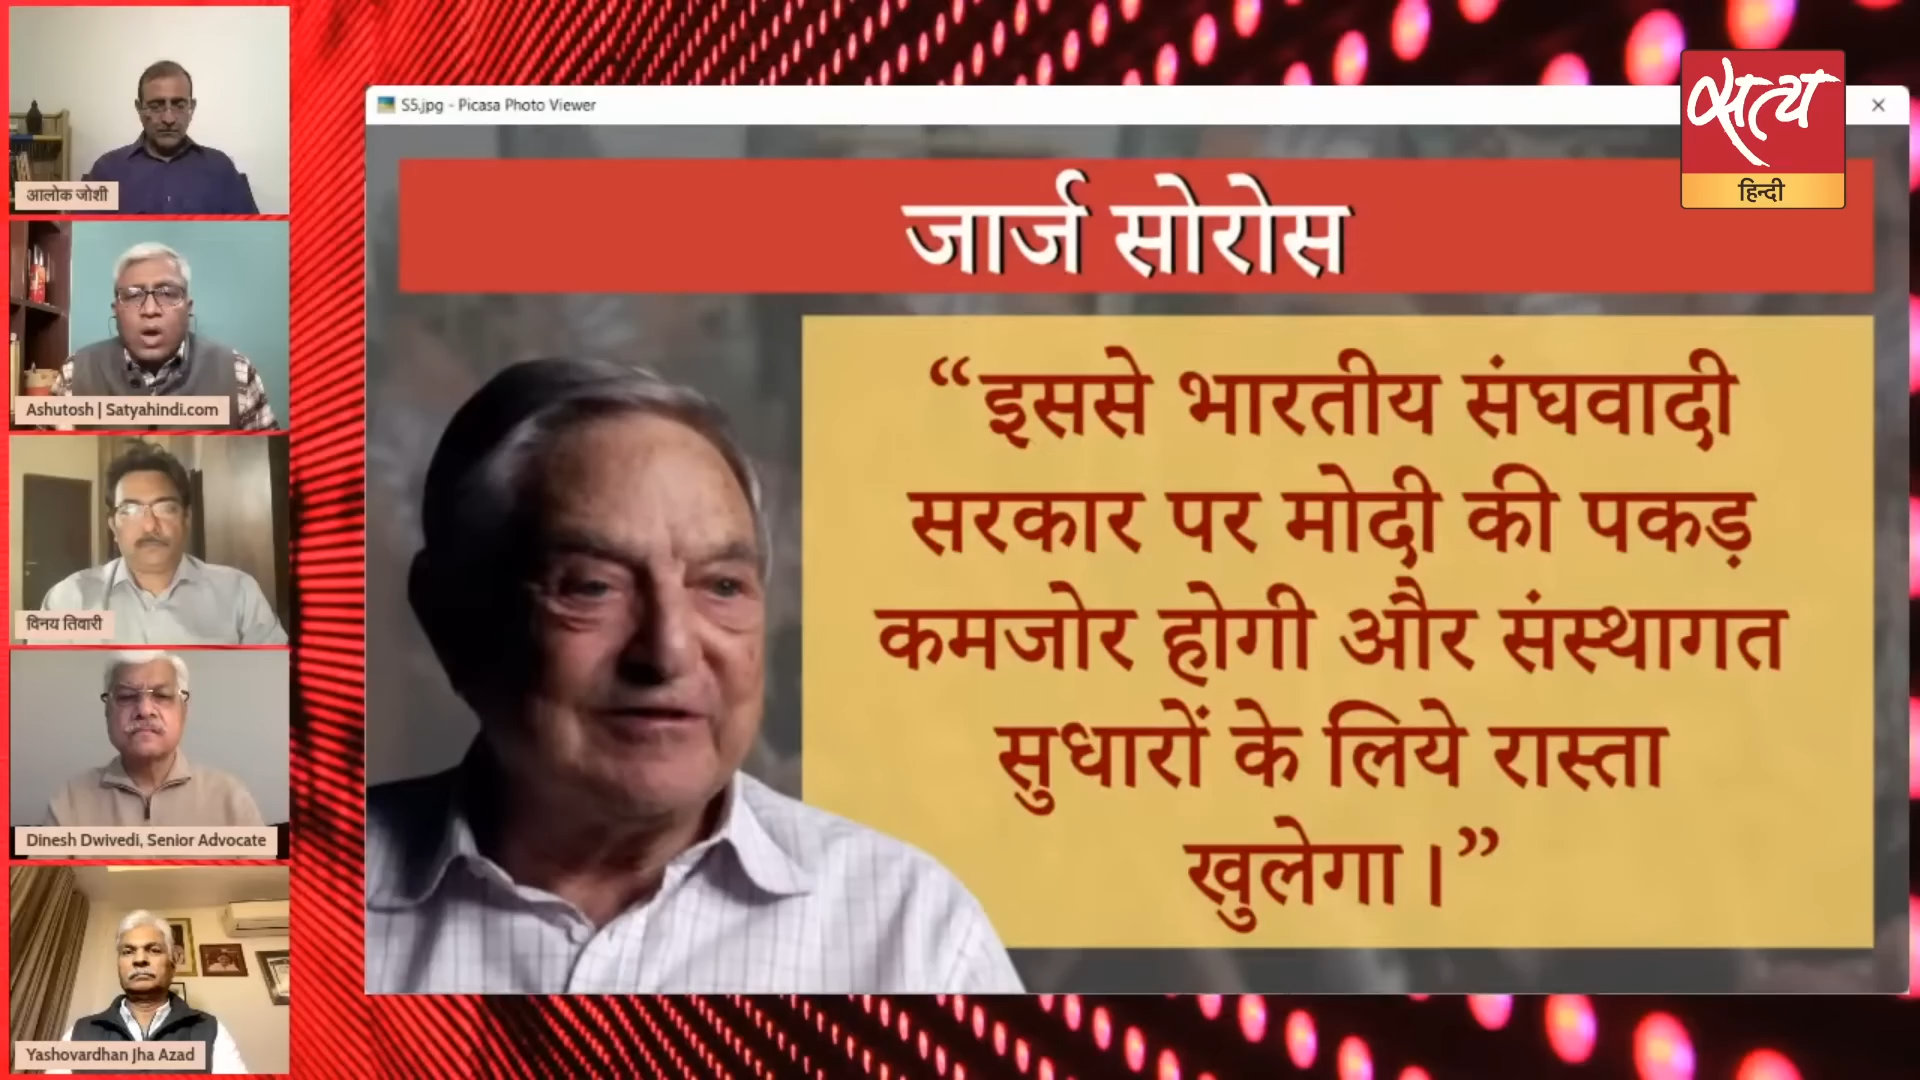 आलोक जोशी
Ashutosh | Satyahindi.com
विनय तिवारी
Dinesh Dwivedi, Senior Advocate
Yashovardhan Jha Azad
S5.jpg - Picasa Photo Viewer
सत्य
हिन्दी
जार्ज सोरोस
“इससे भारतीय संघवादी
सरकार पर मोदी की पकड़
कमजोर होगी और संस्थागत
सुधारों के लिये रास्ता
खुलेगा।”